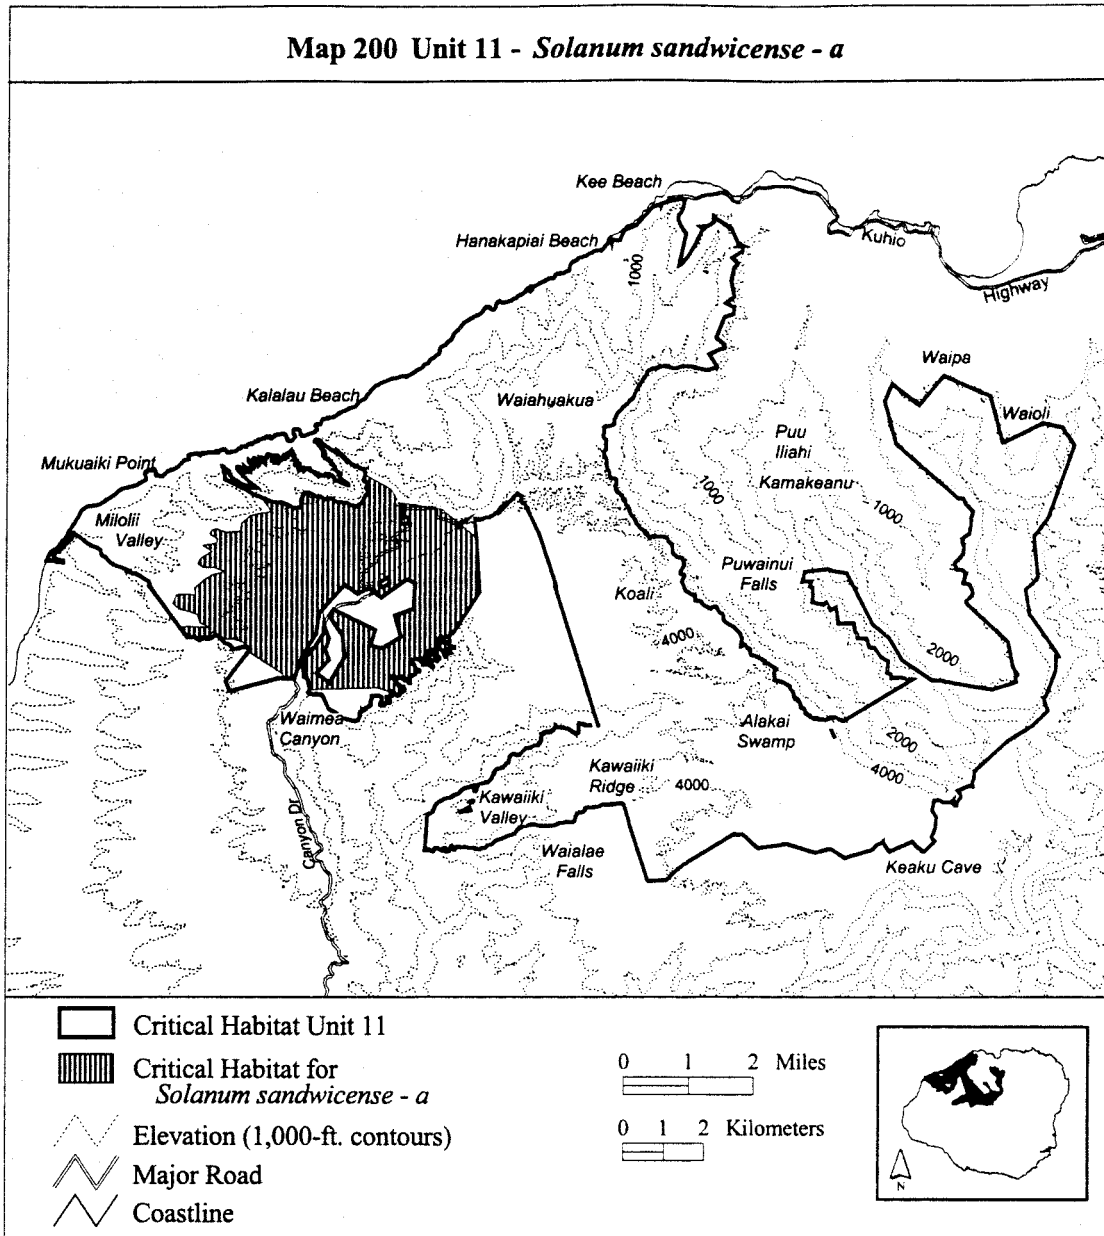 Map 200 Unit 11 - Solanum sandwicense - a
Kee Beach
Hanakapiai Beach
Kuhio
Highway
1000
Waipa
Kalalau Beach
Waiahuakua
Waioli
Puu
Iliahi
Mukuaiki Point
Kamakeanu
1000
1000
Milolii
Valley
Puwainui
Falls
Koali
4000
2000
Waimea
Canyon
Alakai
Swamp
2000
Kawaiiki
Ridge
4000
4000
Kawaiiki
Valley
Canyon Dr
Waialae
Falls
Keaku Cave
Critical Habitat Unit 11
Critical Habitat for
Solanum sandwicense - a
Elevation (1,000-ft. contours)
Major Road
Coastline
0 1 2 Miles
0 1 2 Kilometers
N